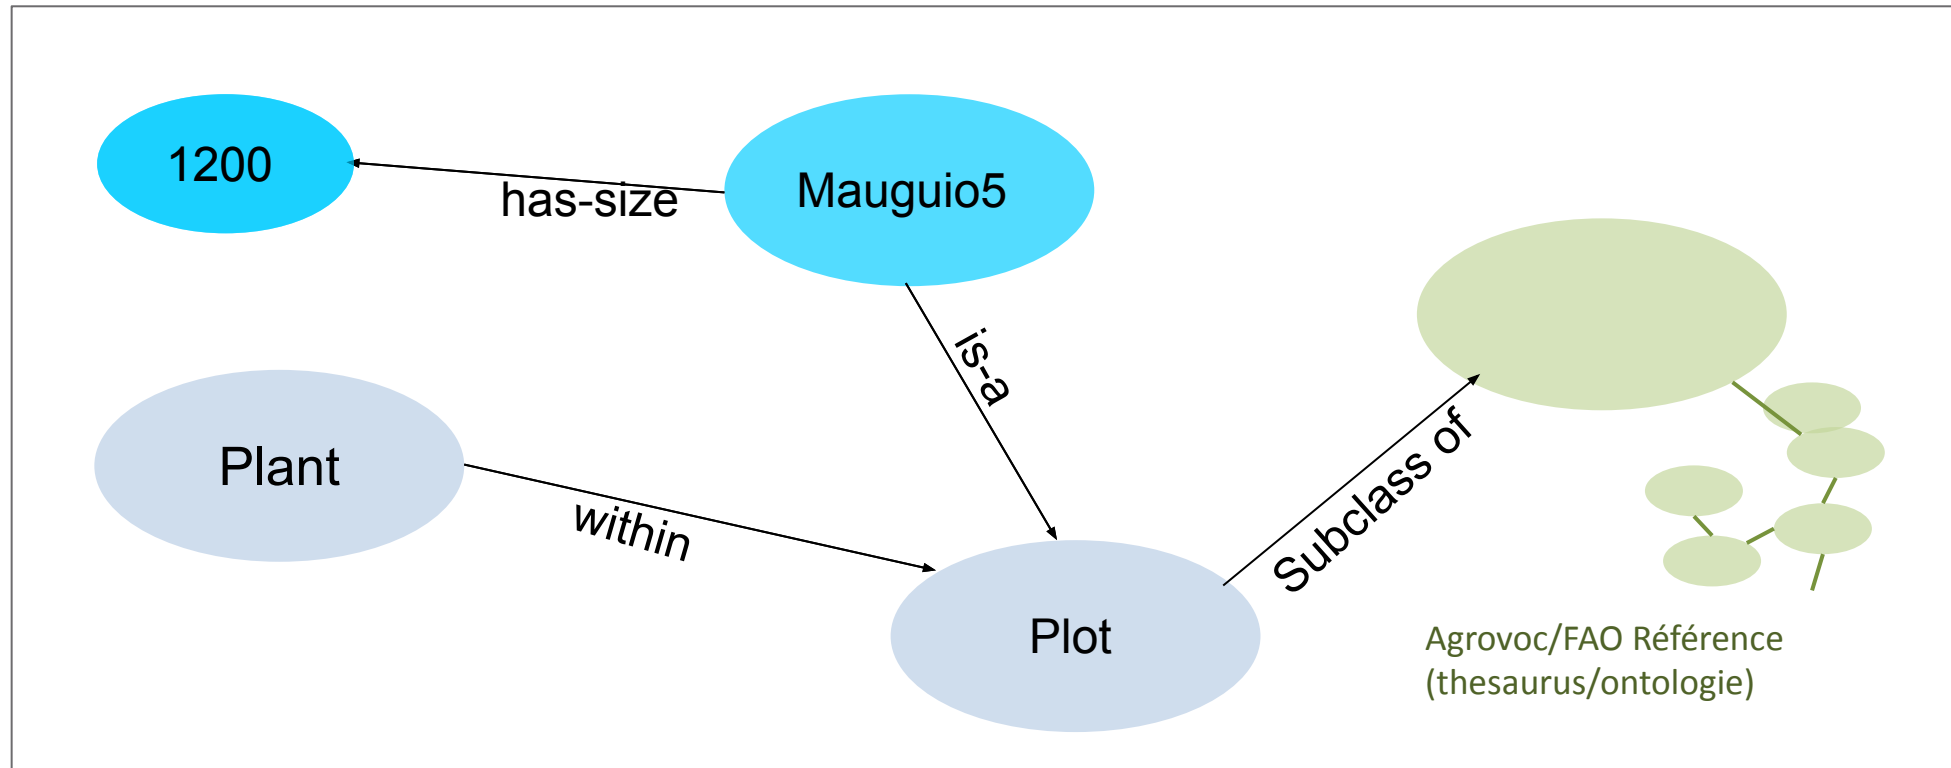 1200
has-size
Mauguio5
is-a
Plant
within
Subclass of
Plot
Agrovoc/FAO Référence
(thesaurus/ontologie)